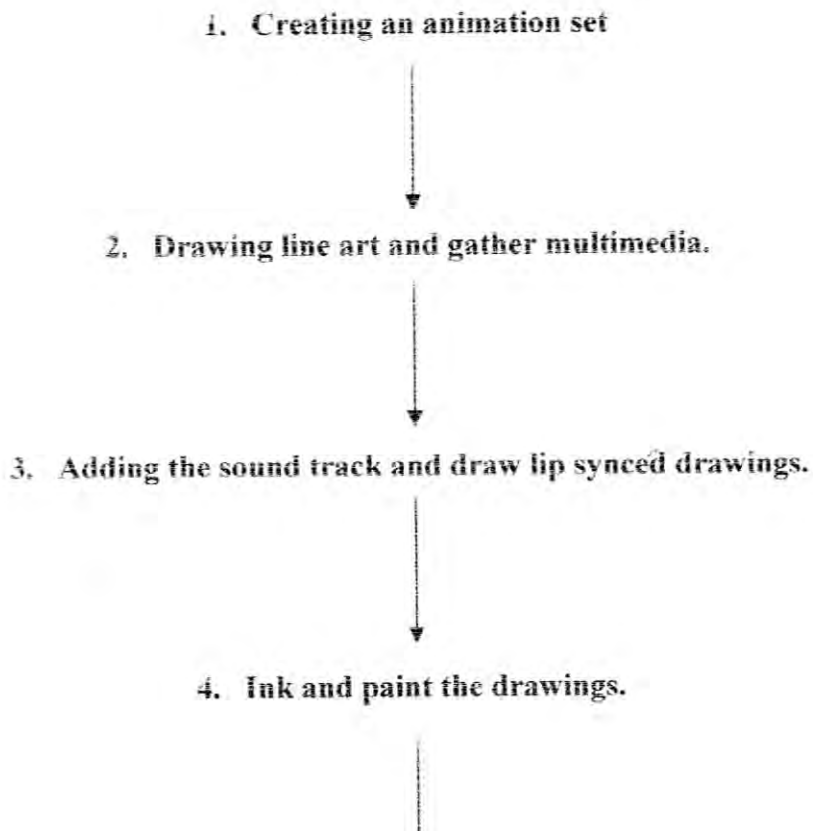 1. Creating an animation set
2. Drawing line art and gather multimedia.
3. Adding the sound track and draw lip synced drawings.
4. Ink and paint the drawings.